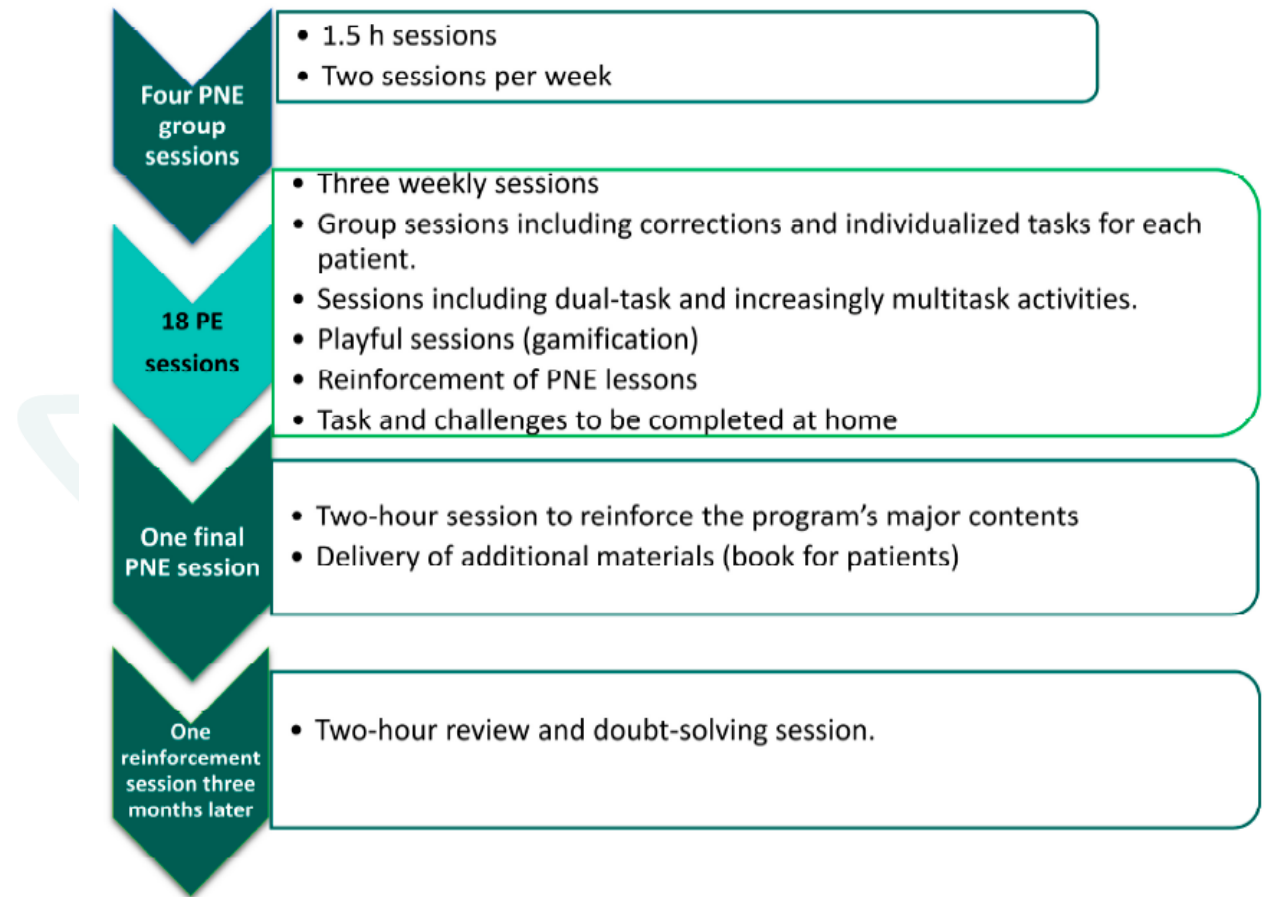 Four PNE
group
sessions
• 1.5 h sessions
• Two sessions per week
18 PE
sessions
• Three weekly sessions
• Group sessions including corrections and individualized tasks for each
patient.
• Sessions including dual-task and increasingly multitask activities.
• Playful sessions (gamification)
• Reinforcement of PNE lessons
• Task and challenges to be completed at home
One final
PNE session
• Two-hour session to reinforce the program's major contents
• Delivery of additional materials (book for patients)
One
reinforcement
session three
months later
• Two-hour review and doubt-solving session.